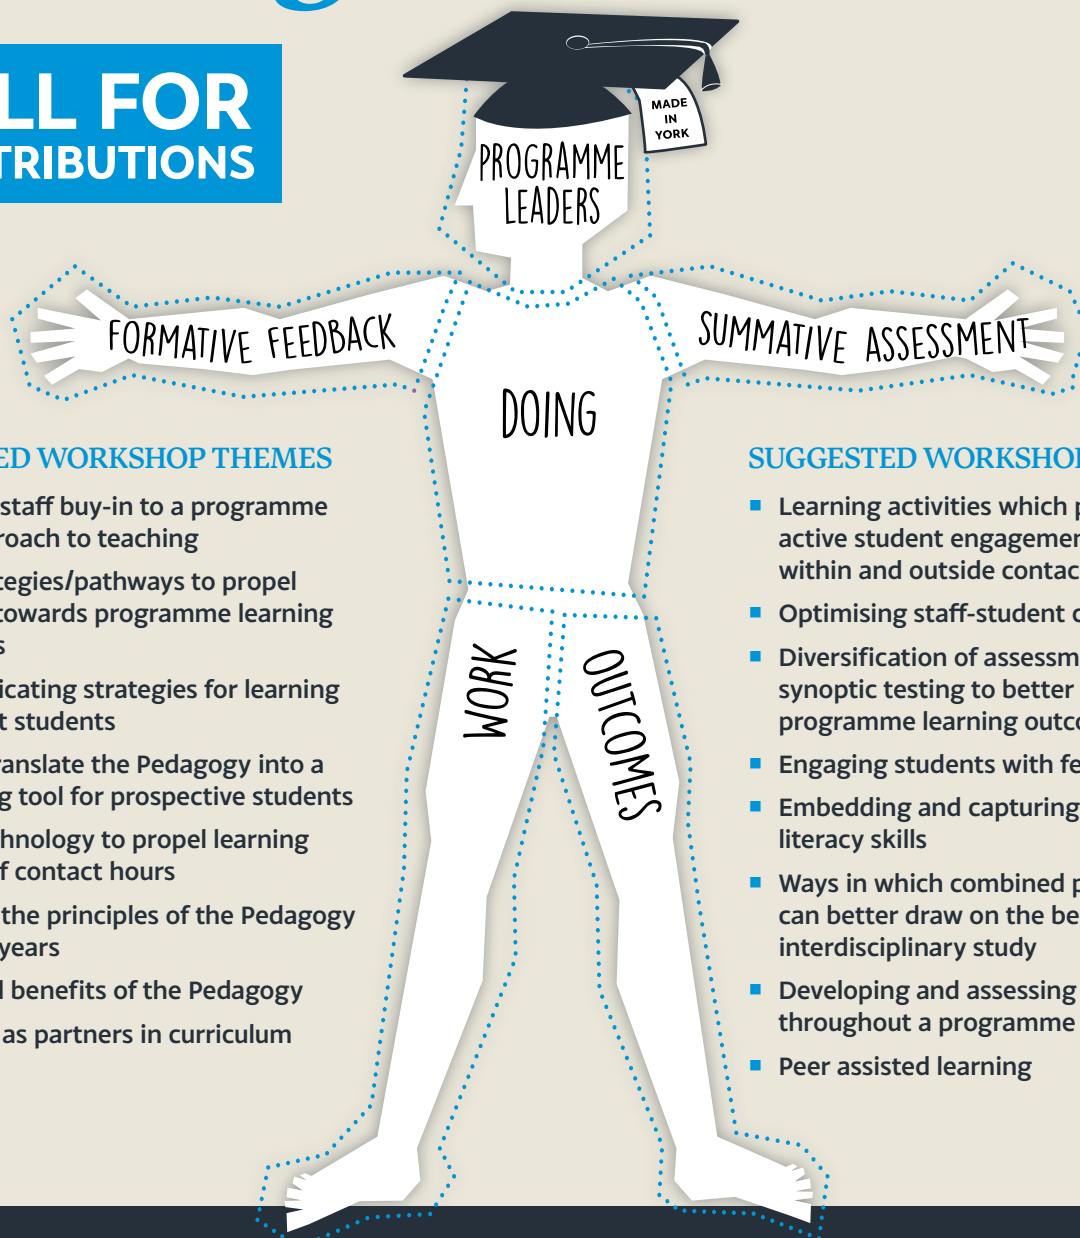 LL FOR
TRIBUTIONS
MADE
IN
YORK
PROGRAMME
LEADERS
FORMATIVE FEEDBACK
SUMMATIVE ASSESSMENT
DOING
WORK
OUTCOMES
ED WORKSHOP THEMES
staff buy-in to a programme
roach to teaching
tegies/pathways to propel
towards programme learning
s
icating strategies for learning
t students
ranslate the Pedagogy into a
g tool for prospective students
chnology to propel learning
f contact hours
the principles of the Pedagogy
years
l benefits of the Pedagogy
as partners in curriculum
SUGGESTED WORKSHOP
Learning activities which p
active student engagemen
within and outside contac
Optimising staff-student c
Diversification of assessm
synoptic testing to better
programme learning outco
Engaging students with fe
Embedding and capturing
literacy skills
Ways in which combined p
can better draw on the be
interdisciplinary study
Developing and assessing
throughout a programme
Peer assisted learning